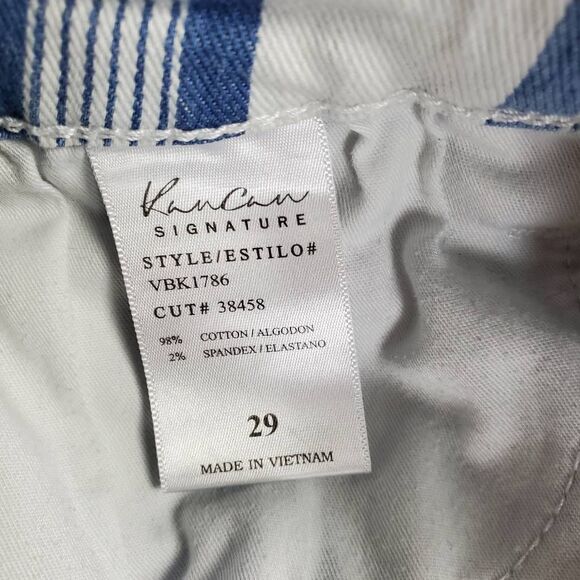 KanCan
SIGNATURE
STYLE/ESTILO#
VBK1786
CUT# 38458
98% COTTON / ALGODON
2% SPANDEX / ELASTANO
29
MADE IN VIETNAM